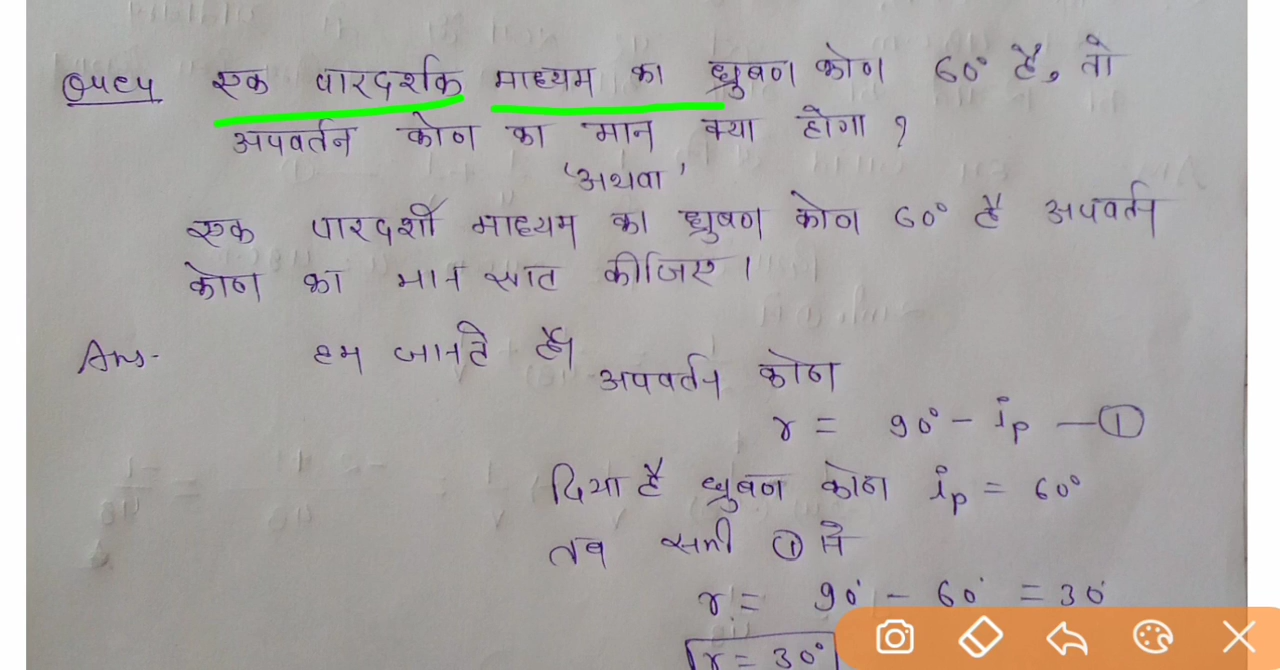 Ques एक पारदर्शक माध्यम का ध्रुवण कोण 60° है, तो
अपवर्तन कोण का मान क्या होगा ?
'अथवा'
एक पारदर्शी माध्यम का ध्रुवण कोण 60° है अपवर्तन
कोण का मान ज्ञात कीजिए।
Ans- हम जानते हैं।
अपवर्तन कोण
r = 90° - ip —①
दिया है ध्रुवण कोण ip = 60°
तब समी ① से
r = 90° - 60° = 30°
r = 30°